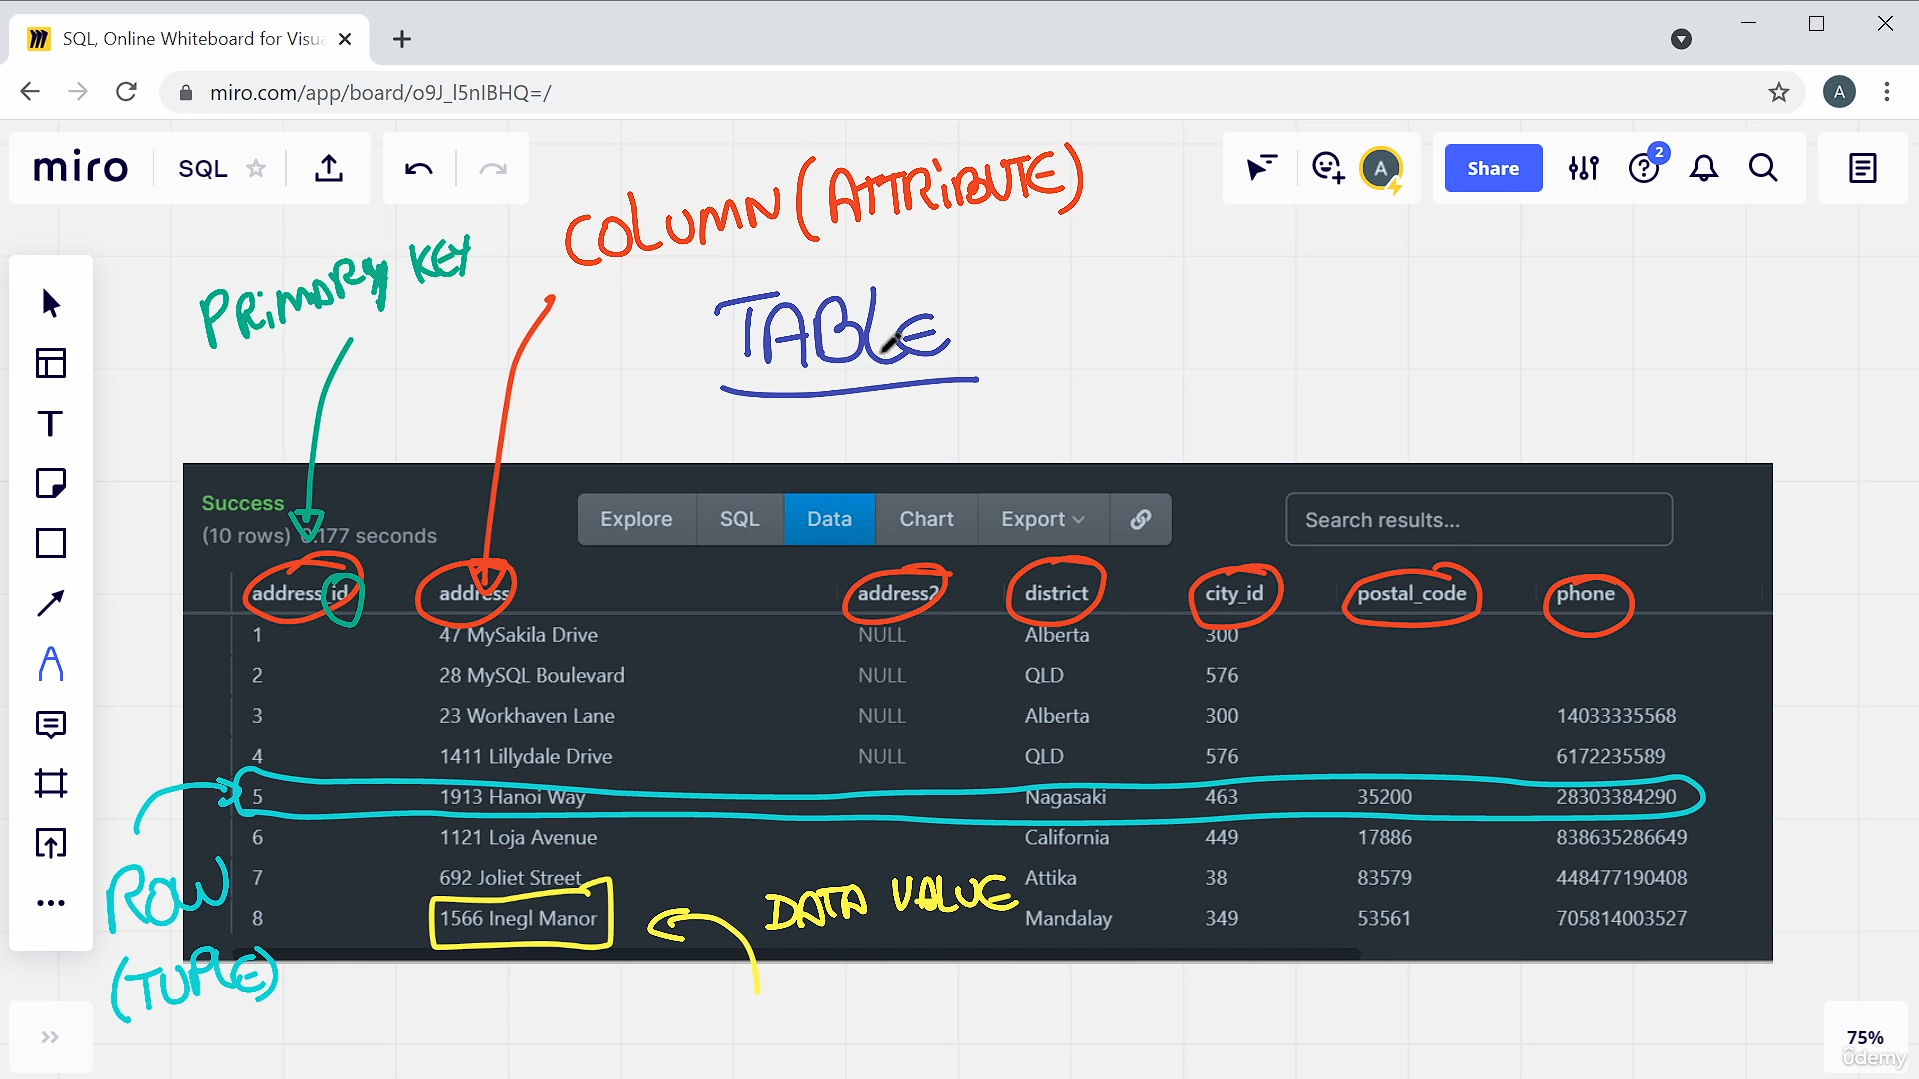 SQL, Online Whiteboard for Visua
miro.com/app/board/o9J_l5nIBHQ=/
A
miro SQL
A Share 2
COLUMN (ATTRIBUTE)
PRIMARY KEY
TABLE
Success
(10 rows) 0.177 seconds
Explore SQL Data Chart Export
Search results...
address_id address address2 district city_id postal_code phone
1 47 MySakila Drive NULL Alberta 300
2 28 MySQL Boulevard NULL QLD 576
3 23 Workhaven Lane NULL Alberta 300 14033335568
4 1411 Lillydale Drive NULL QLD 576 6172235589
5 1913 Hanoi Way Nagasaki 463 35200 28303384290
6 1121 Loja Avenue California 449 17886 838635286649
7 692 Joliet Street Attika 38 83579 448477190408
8 1566 Inegl Manor Mandalay 349 53561 705814003527
DATA VALUE
ROW
(TUPLE)
75%
ûdemy